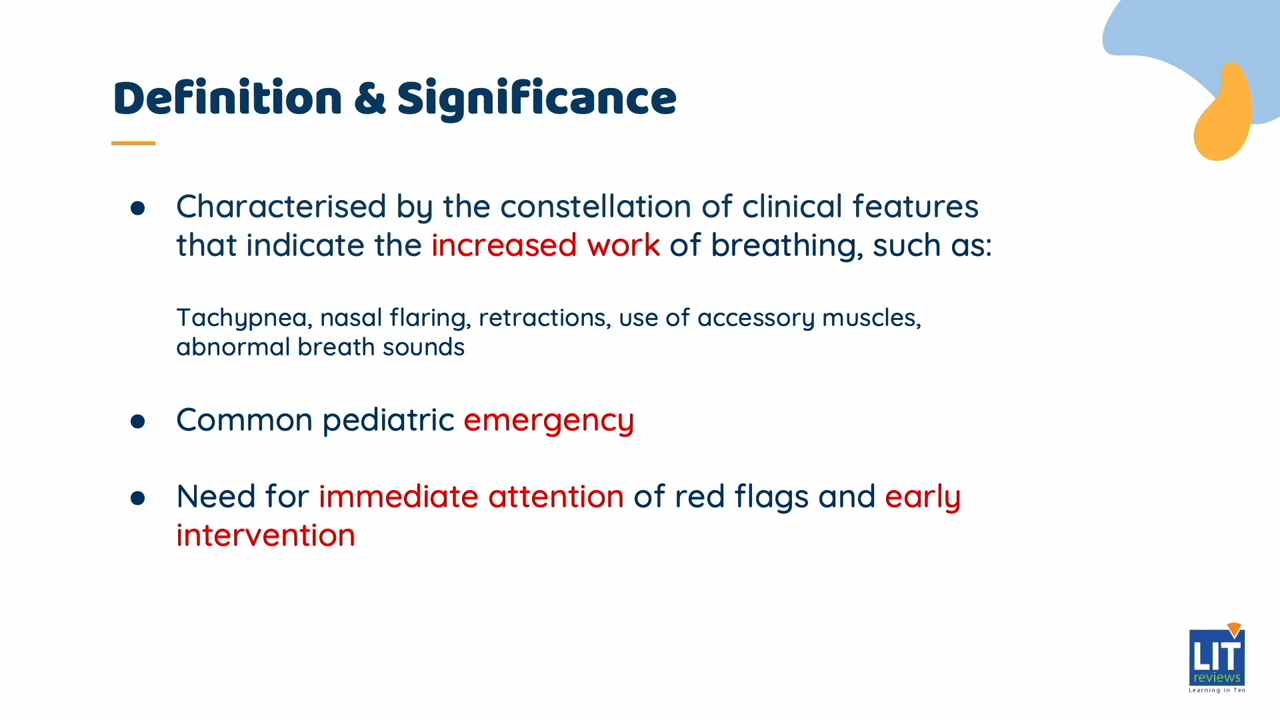 Definition & Significance
● Characterised by the constellation of clinical features
that indicate the increased work of breathing, such as:
Tachypnea, nasal flaring, retractions, use of accessory muscles,
abnormal breath sounds
● Common pediatric emergency
● Need for immediate attention of red flags and early
intervention
LIT
reviews
Learning in Ten